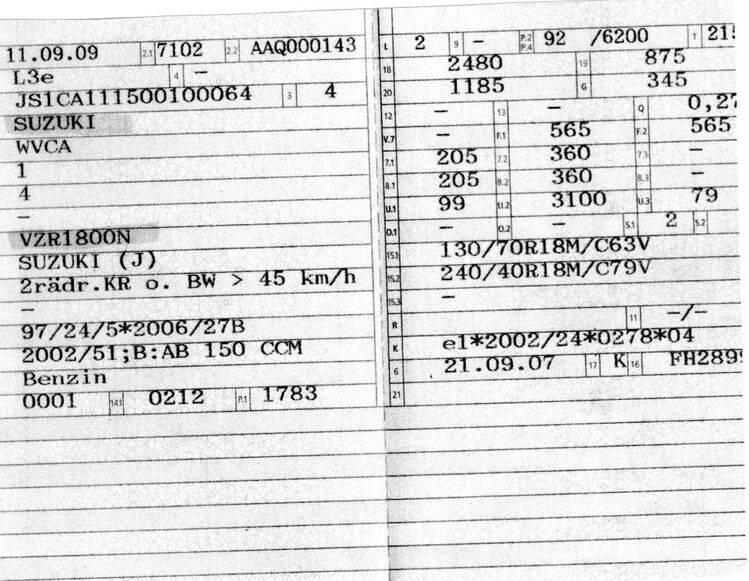 11.09.09 2.1 7102 2.2 AAQ000143
L3e 4 –
JS1CA111500100064 3 4
SUZUKI
WVCA
1
4
–
VZR1800N
SUZUKI (J)
2rädr.KR o. BW > 45 km/h
–
97/24/5*2006/27B
2002/51;B:AB 150 CCM
Benzin
0001 14.1 0212 P.1 1783
L 2 9 – P.2 P.4 92 /6200 T 215
18 2480 19 875
20 1185 G 345
12 – 13 – Q 0,27
V.7 – F.1 565 F.2 565
7.1 205 7.2 360 7.3 –
8.1 205 8.2 360 8.3 –
U.1 99 U.2 3100 U.3 79
O.1 – O.2 – S.1 2 S.2
15.1 130/70R18M/C63V
15.2 240/40R18M/C79V
15.3 –
R 11 –/–
K e1*2002/24*0278*04
6 21.09.07 17 K 16 FH2899
21